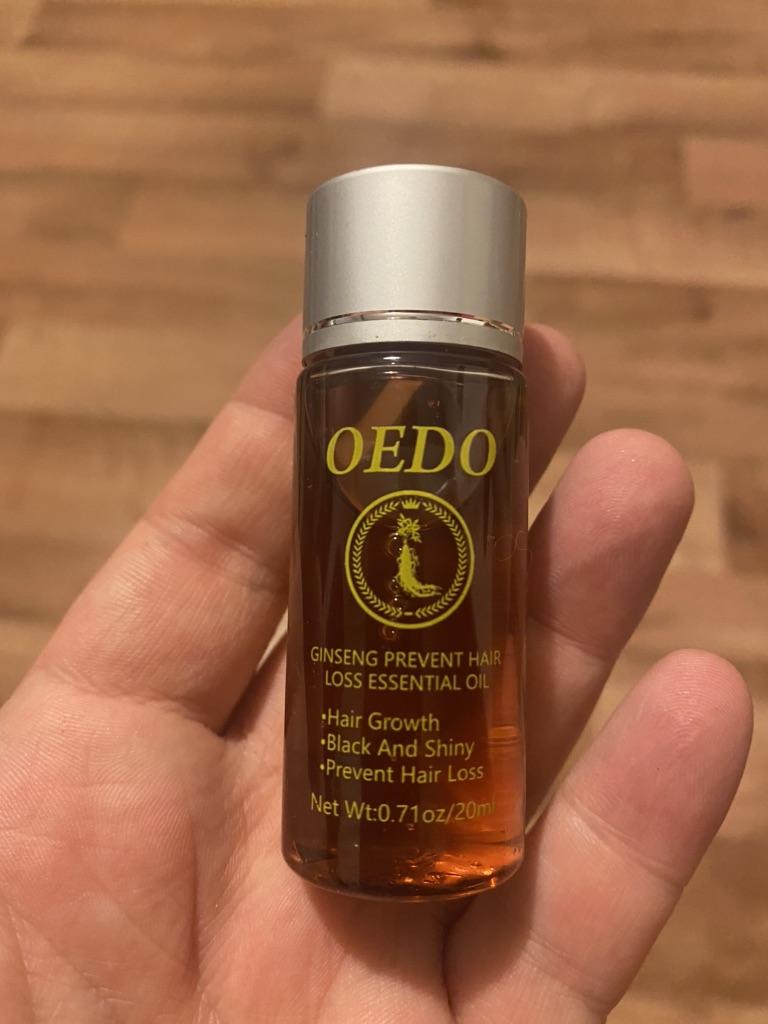 OEDO
GINSENG PREVENT HAIR
LOSS ESSENTIAL OIL
•Hair Growth
•Black And Shiny
•Prevent Hair Loss
Net Wt:0.71oz/20ml